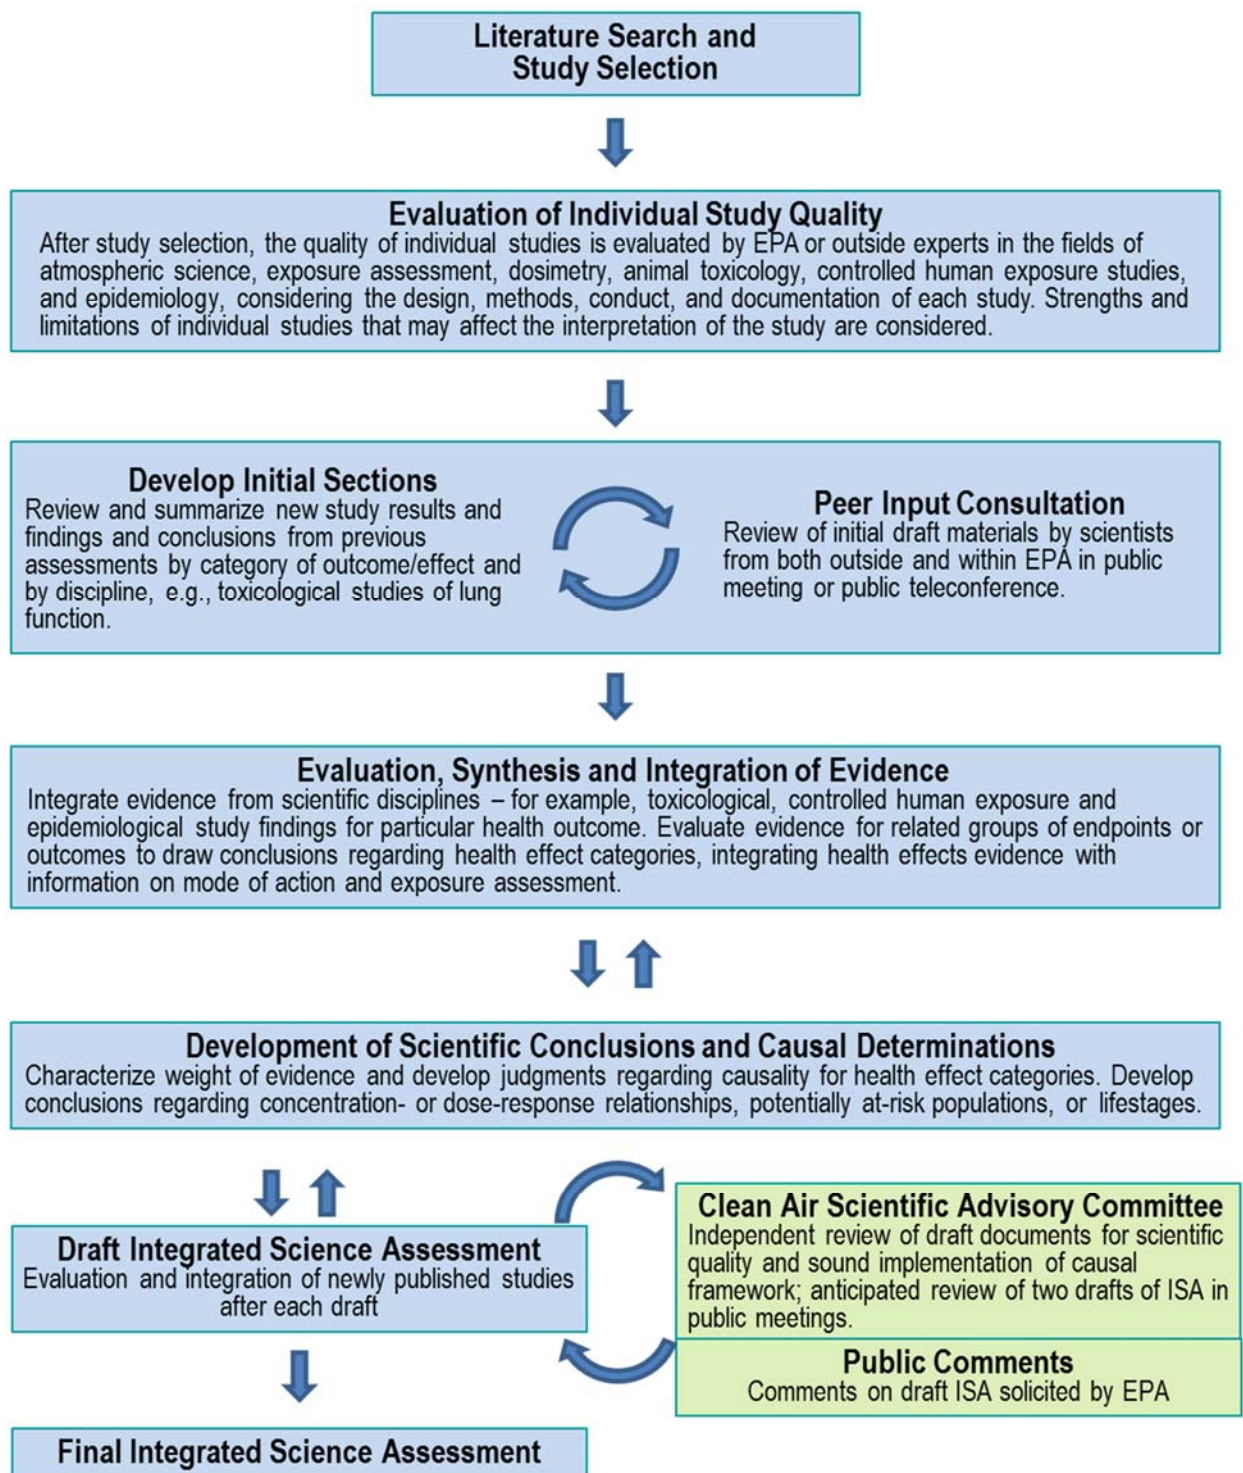 Literature Search and
Study Selection
Evaluation of Individual Study Quality
After study selection, the quality of individual studies is evaluated by EPA or outside experts in the fields of
atmospheric science, exposure assessment, dosimetry, animal toxicology, controlled human exposure studies,
and epidemiology, considering the design, methods, conduct, and documentation of each study. Strengths and
limitations of individual studies that may affect the interpretation of the study are considered.
Develop Initial Sections
Review and summarize new study results and
findings and conclusions from previous
assessments by category of outcome/effect and
by discipline, e.g., toxicological studies of lung
function.
Peer Input Consultation
Review of initial draft materials by scientists
from both outside and within EPA in public
meeting or public teleconference.
Evaluation, Synthesis and Integration of Evidence
Integrate evidence from scientific disciplines – for example, toxicological, controlled human exposure and
epidemiological study findings for particular health outcome. Evaluate evidence for related groups of endpoints or
outcomes to draw conclusions regarding health effect categories, integrating health effects evidence with
information on mode of action and exposure assessment.
Development of Scientific Conclusions and Causal Determinations
Characterize weight of evidence and develop judgments regarding causality for health effect categories. Develop
conclusions regarding concentration- or dose-response relationships, potentially at-risk populations, or lifestages.
Draft Integrated Science Assessment
Evaluation and integration of newly published studies
after each draft
Clean Air Scientific Advisory Committee
Independent review of draft documents for scientific
quality and sound implementation of causal
framework; anticipated review of two drafts of ISA in
public meetings.
Public Comments
Comments on draft ISA solicited by EPA
Final Integrated Science Assessment